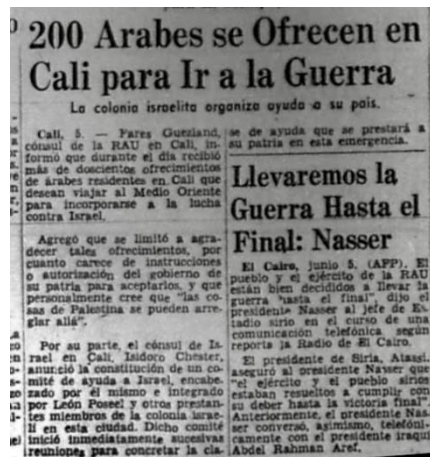 200 Arabes se Ofrecen en
Cali para Ir a la Guerra
La colonia israelita organiza ayuda a su país.
Cali, 5. — Fares Guezland,
cónsul de la RAU en Cali, in-
formó que durante el día recibió
más de doscientos ofrecimientos
de árabes residentes en Cali que
desean viajar al Medio Oriente
para incorporarse a la lucha
contra Israel.
Agregó que se limitó a agra-
decer tales ofrecimientos, por
cuanto carece de instrucciones
o autorización del gobierno de
su patria para aceptarlos, y que
personalmente cree que "las co-
sas de Palestina se pueden arre-
glar allá".
Por su parte, el cónsul de Is-
rael en Cali, Isidoro Chester,
anunció la constitución de un co-
mité de ayuda a Israel, encabe-
zado por él mismo e integrado
por León Posel y otros prestan-
tes miembros de la colonia israe-
lí en esta ciudad. Dicho comité
inició inmediatamente sucesivas
reuniones para concretar la cla-
se de ayuda que se prestará a
su patria en esta emergencia.
Llevaremos la
Guerra Hasta el
Final: Nasser
El Cairo, junio 5, (AFP). El
pueblo y el ejército de la RAU
están bien decididos a llevar la
guerra "hasta el final", dijo el
presidente Nasser al jefe de Es-
tado sirio en el curso de una
comunicación telefónica, según
reporta la Radio de El Cairo.
El presidente de Siria, Atassi,
aseguró al presidente Nasser que
"el ejército y el pueblo sirios
estaban resueltos a cumplir con
su deber hasta la victoria final".
Anteriormente, el presidente Nas-
ser conversó, asimismo, telefóni-
camente con el presidente iraquí
Abdel Rahman Aref.